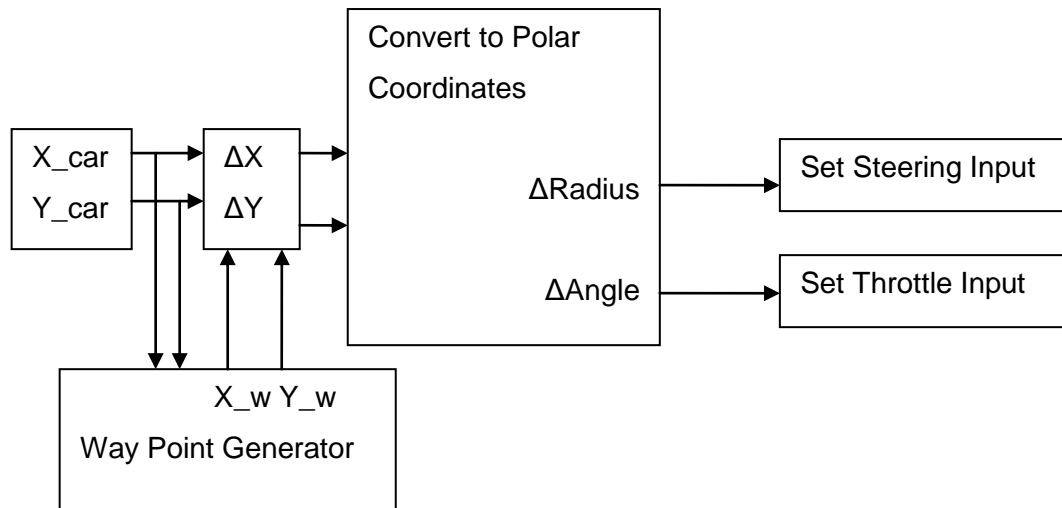 Convert to Polar
Coordinates
X_car
Y_car
ΔX
ΔY
ΔRadius
ΔAngle
Set Steering Input
Set Throttle Input
X_w Y_w
Way Point Generator